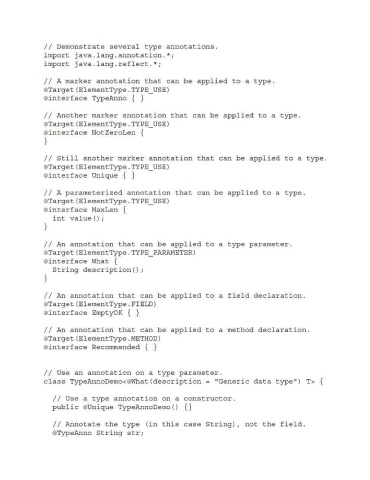 // Demonstrate several type annotations.
import java.lang.annotation.*;
import java.lang.reflect.*;
// A marker annotation that can be applied to a type.
@Target(ElementType.TYPE_USE)
@interface TypeAnno { }
// Another marker annotation that can be applied to a type.
@Target(ElementType.TYPE_USE)
@interface NotZeroLen {
}
// Still another marker annotation that can be applied to a type.
@Target(ElementType.TYPE_USE)
@interface Unique { }
// A parameterized annotation that can be applied to a type.
@Target(ElementType.TYPE_USE)
@interface MaxLen {
  int value();
}
// An annotation that can be applied to a type parameter.
@Target(ElementType.TYPE_PARAMETER)
@interface What {
  String description();
}
// An annotation that can be applied to a field declaration.
@Target(ElementType.FIELD)
@interface EmptyOK { }
// An annotation that can be applied to a method declaration.
@Target(ElementType.METHOD)
@interface Recommended { }
// Use an annotation on a type parameter.
class TypeAnnoDemo<@What(description = "Generic data type") T> {
  // Use a type annotation on a constructor.
  public @Unique TypeAnnoDemo() {}
  // Annotate the type (in this case String), not the field.
  @TypeAnno String str;